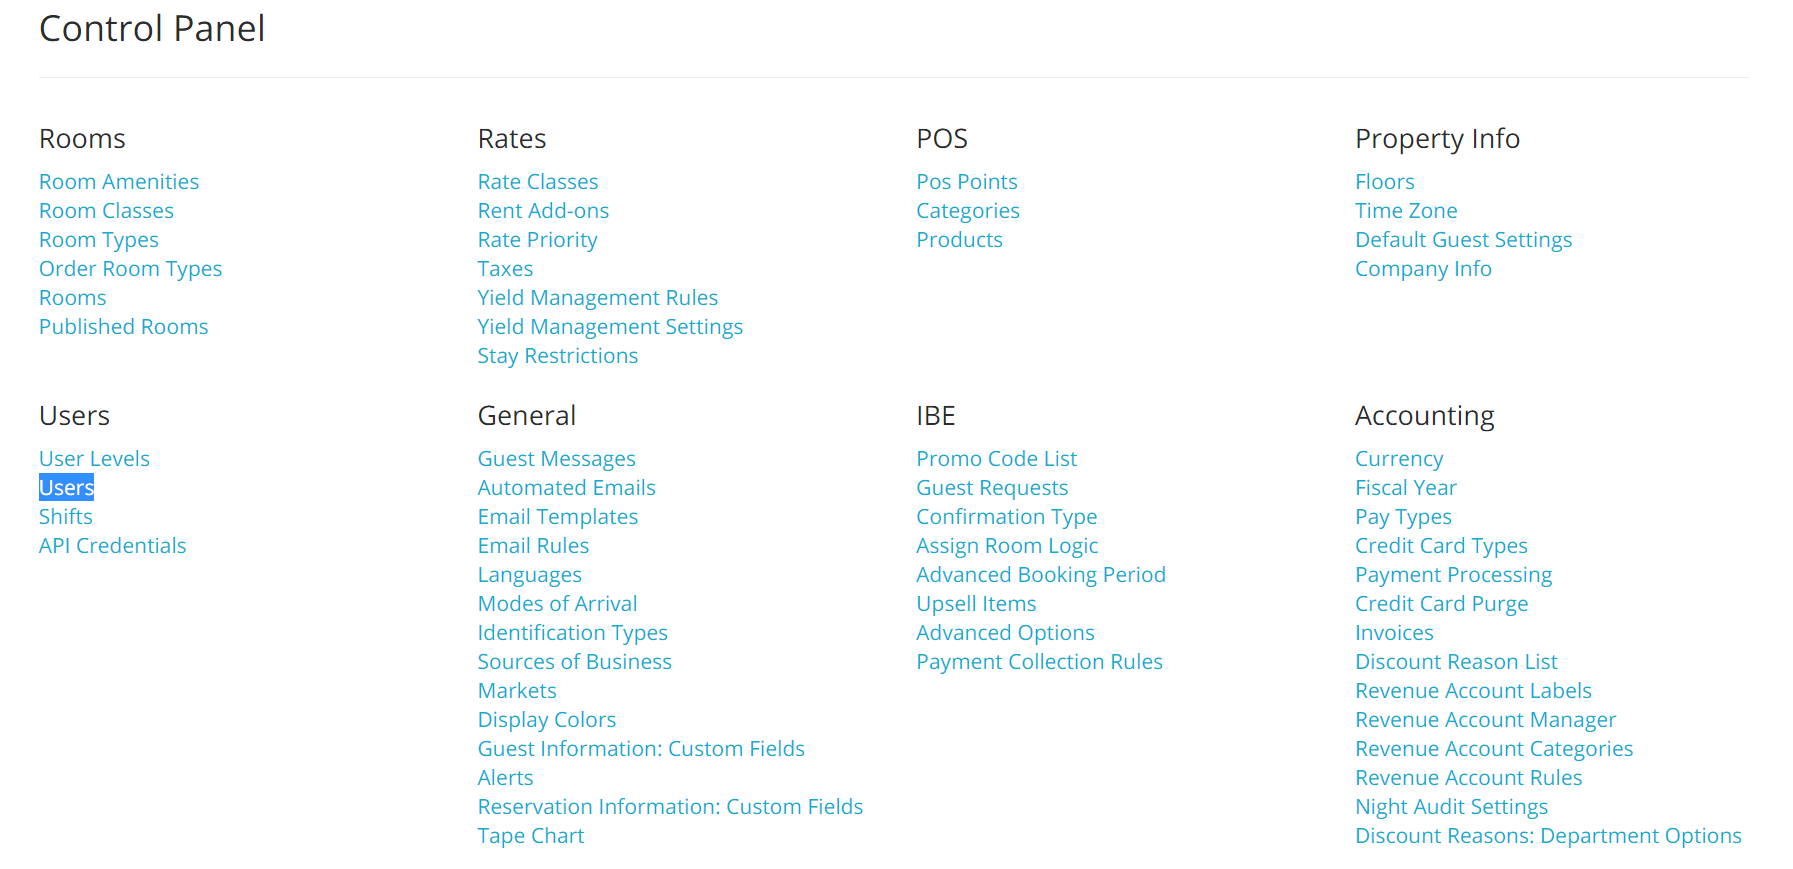 Control Panel
Rooms
Room Amenities
Room Classes
Room Types
Order Room Types
Rooms
Published Rooms
Rates
Rate Classes
Rent Add-ons
Rate Priority
Taxes
Yield Management Rules
Yield Management Settings
Stay Restrictions
POS
Pos Points
Categories
Products
Property Info
Floors
Time Zone
Default Guest Settings
Company Info
Users
User Levels
Users
Shifts
API Credentials
General
Guest Messages
Automated Emails
Email Templates
Email Rules
Languages
Modes of Arrival
Identification Types
Sources of Business
Markets
Display Colors
Guest Information: Custom Fields
Alerts
Reservation Information: Custom Fields
Tape Chart
IBE
Promo Code List
Guest Requests
Confirmation Type
Assign Room Logic
Advanced Booking Period
Upsell Items
Advanced Options
Payment Collection Rules
Accounting
Currency
Fiscal Year
Pay Types
Credit Card Types
Payment Processing
Credit Card Purge
Invoices
Discount Reason List
Revenue Account Labels
Revenue Account Manager
Revenue Account Categories
Revenue Account Rules
Night Audit Settings
Discount Reasons: Department Options